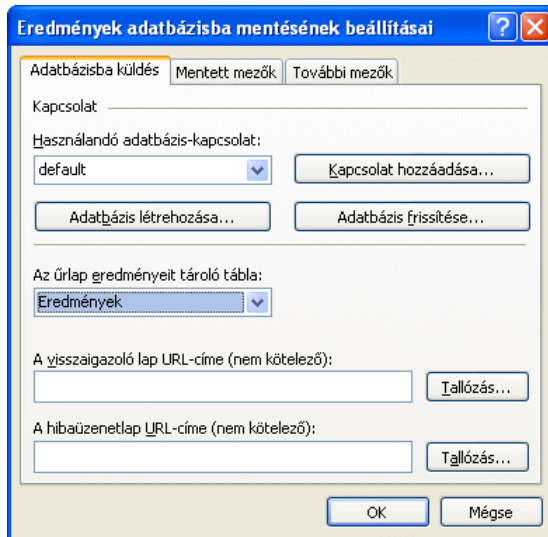 Eredmények adatbázisba mentésének beállításai
Adatbázisba küldés Mentett mezők További mezők
Kapcsolat
Használandó adatbázis-kapcsolat:
default Kapcsolat hozzáadása...
Adatbázis létrehozása... Adatbázis frissítése...
Az űrlap eredményeit tároló tábla:
Eredmények
A visszaigazoló lap URL-címe (nem kötelező):
Tallózás...
A hibaüzenetlap URL-címe (nem kötelező):
Tallózás...
OK Mégse